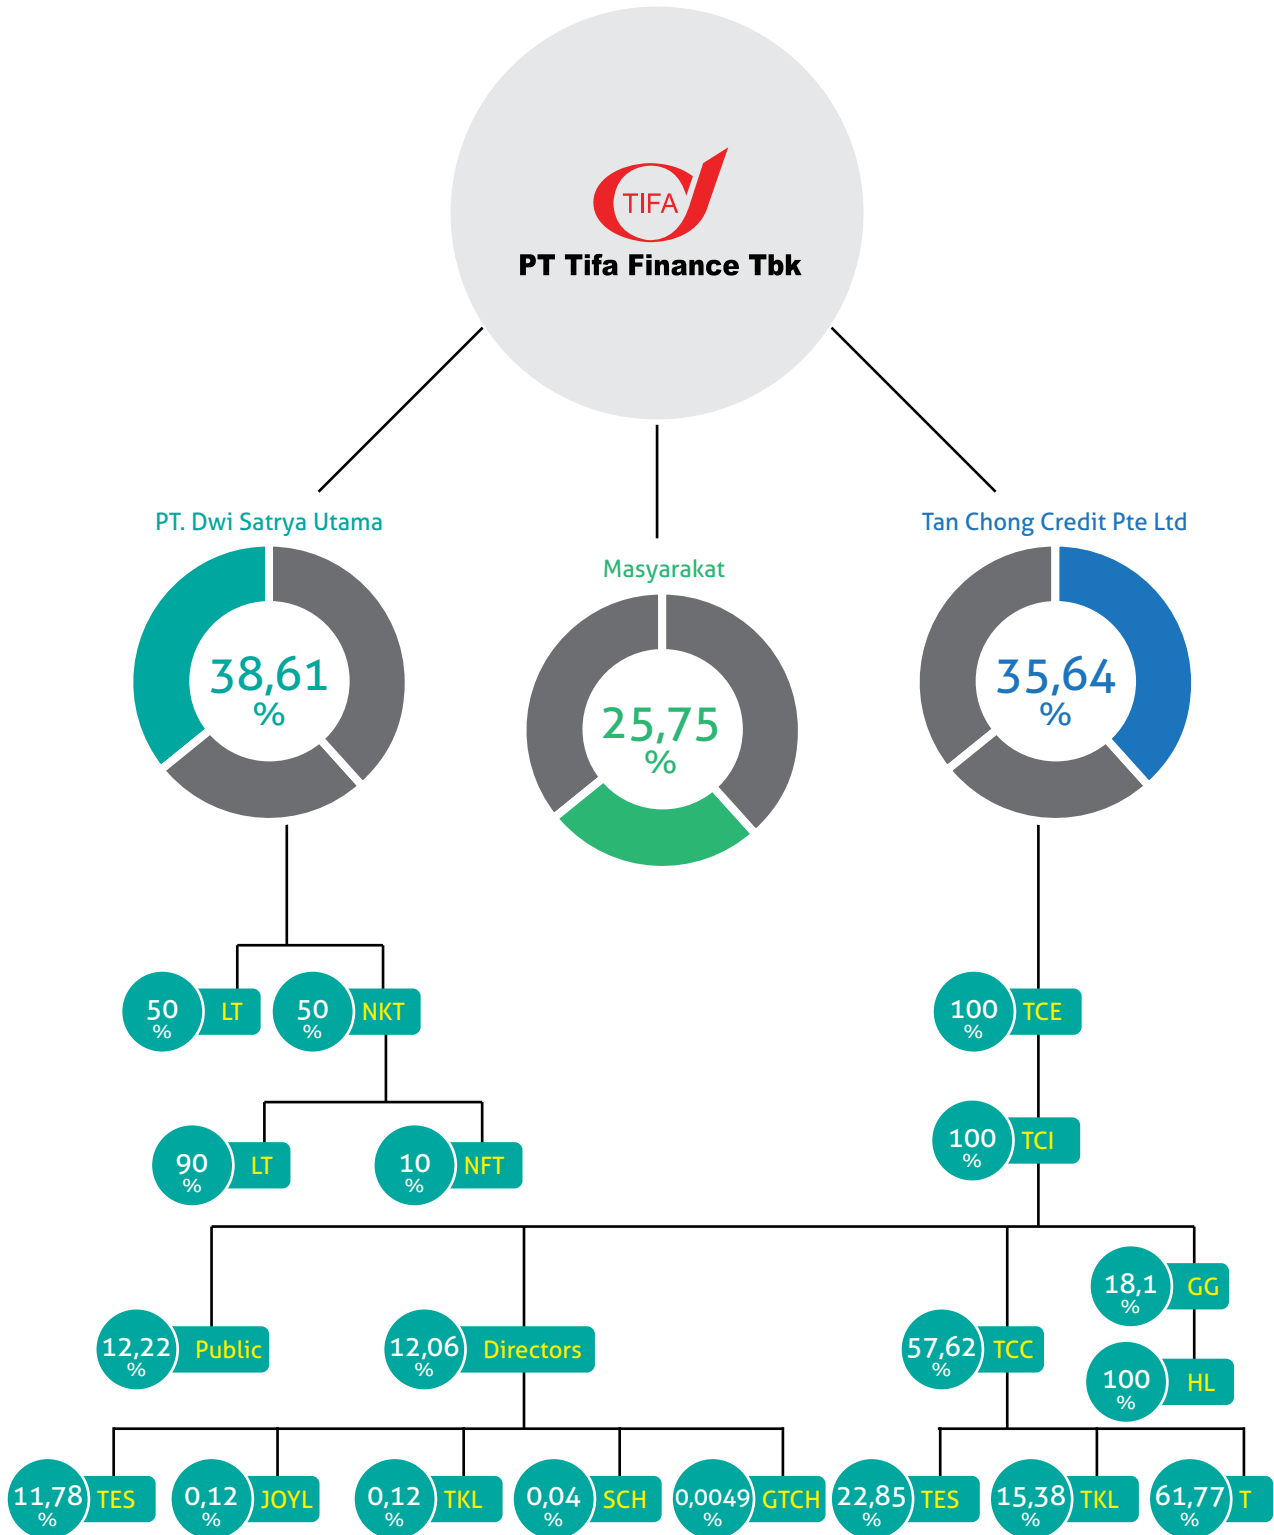 TIFA
PT Tifa Finance Tbk
PT. Dwi Satrya Utama
38,61
%
Masyarakat
25,75
%
Tan Chong Credit Pte Ltd
35,64
%
50
%
LT
50
%
NKT
90
%
LT
10
%
NFT
100
%
TCE
100
%
TCI
12,22
%
Public
12,06
%
Directors
57,62
%
TCC
18,1
%
GG
100
%
HL
11,78
%
TES
0,12
%
JOYL
0,12
%
TKL
0,04
%
SCH
0,0049
%
GTCH
22,85
%
TES
15,38
%
TKL
61,77
%
T